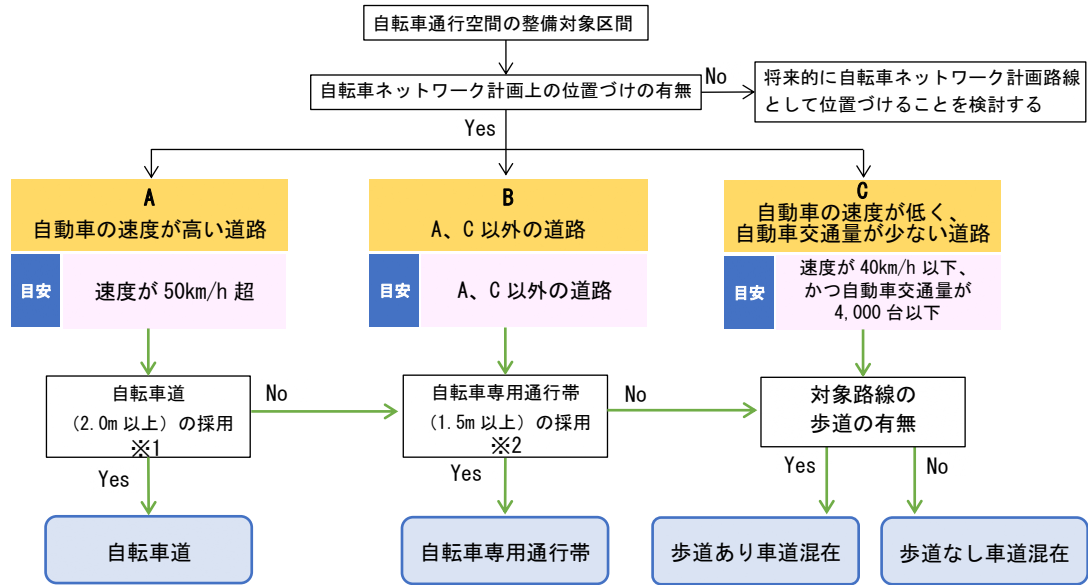 自転車通行空間の整備対象区間
自転車ネットワーク計画上の位置づけの有無
No
将来的に自転車ネットワーク計画路線
として位置づけることを検討する
Yes
A
自動車の速度が高い道路
目安
速度が 50km/h 超
B
A、C 以外の道路
目安
A、C 以外の道路
C
自動車の速度が低く、
自動車交通量が少ない道路
目安
速度が 40km/h 以下、
かつ自動車交通量が
4,000 台以下
自転車道
(2.0m 以上) の採用
※1
No
自転車専用通行帯
(1.5m 以上) の採用
※2
No
対象路線の
歩道の有無
Yes
Yes
Yes
No
自転車道
自転車専用通行帯
歩道あり車道混在
歩道なし車道混在